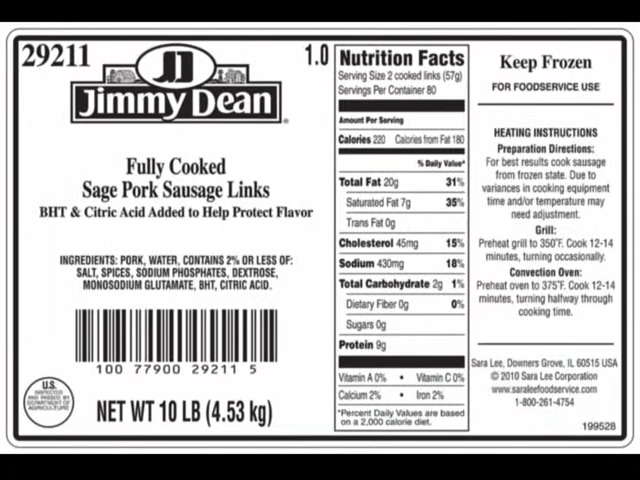 29211
JD
Jimmy Dean
®
1.0
Fully Cooked
Sage Pork Sausage Links
BHT & Citric Acid Added to Help Protect Flavor
INGREDIENTS: PORK, WATER, CONTAINS 2% OR LESS OF:
SALT, SPICES, SODIUM PHOSPHATES, DEXTROSE,
MONOSODIUM GLUTAMATE, BHT, CITRIC ACID.
100 77900 29211 5
U.S.
INSPECTED
AND PASSED BY
DEPARTMENT OF
AGRICULTURE
NET WT 10 LB (4.53 kg)
Nutrition Facts
Serving Size 2 cooked links (57g)
Servings Per Container 80
Amount Per Serving
Calories 220 Calories from Fat 180
% Daily Value*
Total Fat 20g 31%
Saturated Fat 7g 35%
Trans Fat 0g
Cholesterol 45mg 15%
Sodium 430mg 18%
Total Carbohydrate 2g 1%
Dietary Fiber 0g 0%
Sugars 0g
Protein 9g
Vitamin A 0% • Vitamin C 0%
Calcium 2% • Iron 2%
*Percent Daily Values are based
on a 2,000 calorie diet.
Keep Frozen
FOR FOODSERVICE USE
HEATING INSTRUCTIONS
Preparation Directions:
For best results cook sausage
from frozen state. Due to
variances in cooking equipment
time and/or temperature may
need adjustment.
Grill:
Preheat grill to 350˚F. Cook 12-14
minutes, turning occasionally.
Convection Oven:
Preheat oven to 375˚F. Cook 12-14
minutes, turning halfway through
cooking time.
Sara Lee, Downers Grove, IL 60515 USA
© 2010 Sara Lee Corporation
www.saraleefoodservice.com
1-800-261-4754
199528